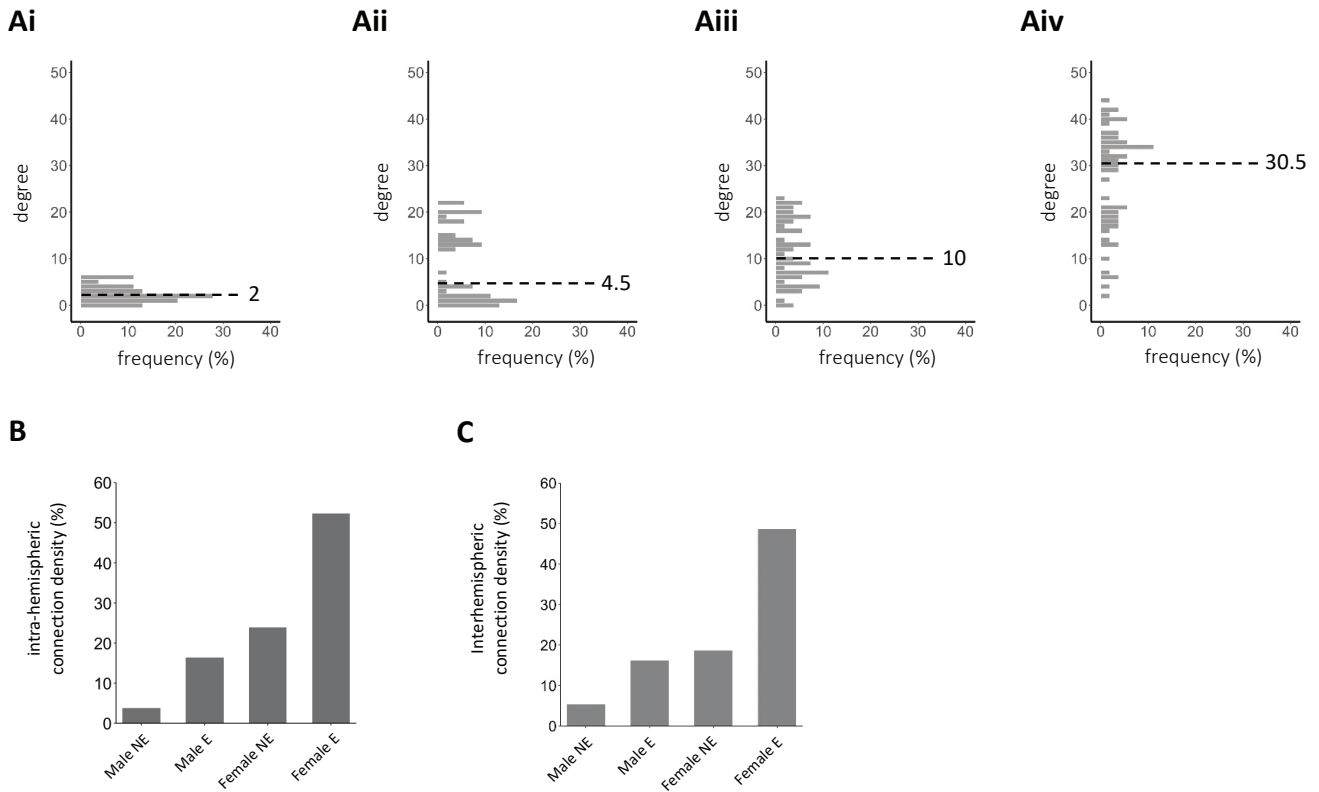 Ai
Aii
Aiii
Aiv
50
40
30
20
10
0
degree
2
0 10 20 30 40
frequency (%)
50
40
30
20
10
0
degree
4.5
0 10 20 30 40
frequency (%)
50
40
30
20
10
0
degree
10
0 10 20 30 40
frequency (%)
50
40
30
20
10
0
degree
30.5
0 10 20 30 40
frequency (%)
B
intra-hemispheric
connection density (%)
60
50
40
30
20
10
0
Male NE
Male E
Female NE
Female E
C
Interhemispheric
connection density (%)
60
50
40
30
20
10
0
Male NE
Male E
Female NE
Female E